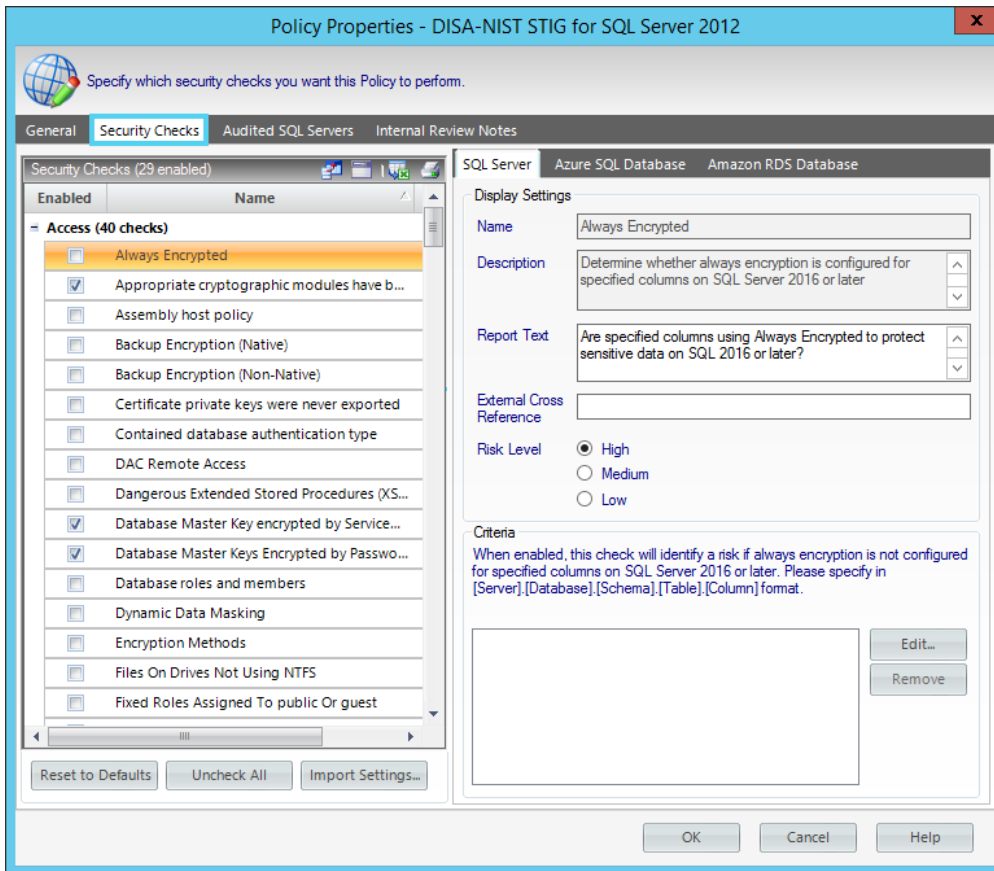 Policy Properties - DISA-NIST STIG for SQL Server 2012
x
Specify which security checks you want this Policy to perform.
General
Security Checks
Audited SQL Servers
Internal Review Notes
Security Checks (29 enabled)
Enabled
Name
Access (40 checks)
Always Encrypted
Appropriate cryptographic modules have b...
Assembly host policy
Backup Encryption (Native)
Backup Encryption (Non-Native)
Certificate private keys were never exported
Contained database authentication type
DAC Remote Access
Dangerous Extended Stored Procedures (XS...
Database Master Key encrypted by Service...
Database Master Keys Encrypted by Passwo...
Database roles and members
Dynamic Data Masking
Encryption Methods
Files On Drives Not Using NTFS
Fixed Roles Assigned To public Or guest
Reset to Defaults
Uncheck All
Import Settings...
SQL Server
Azure SQL Database
Amazon RDS Database
Display Settings
Name
Always Encrypted
Description
Determine whether always encryption is configured for
specified columns on SQL Server 2016 or later
Report Text
Are specified columns using Always Encrypted to protect
sensitive data on SQL 2016 or later?
External Cross
Reference
Risk Level
High
Medium
Low
Criteria
When enabled, this check will identify a risk if always encryption is not configured
for specified columns on SQL Server 2016 or later. Please specify in
[Server].[Database].[Schema].[Table].[Column] format.
Edit...
Remove
OK
Cancel
Help